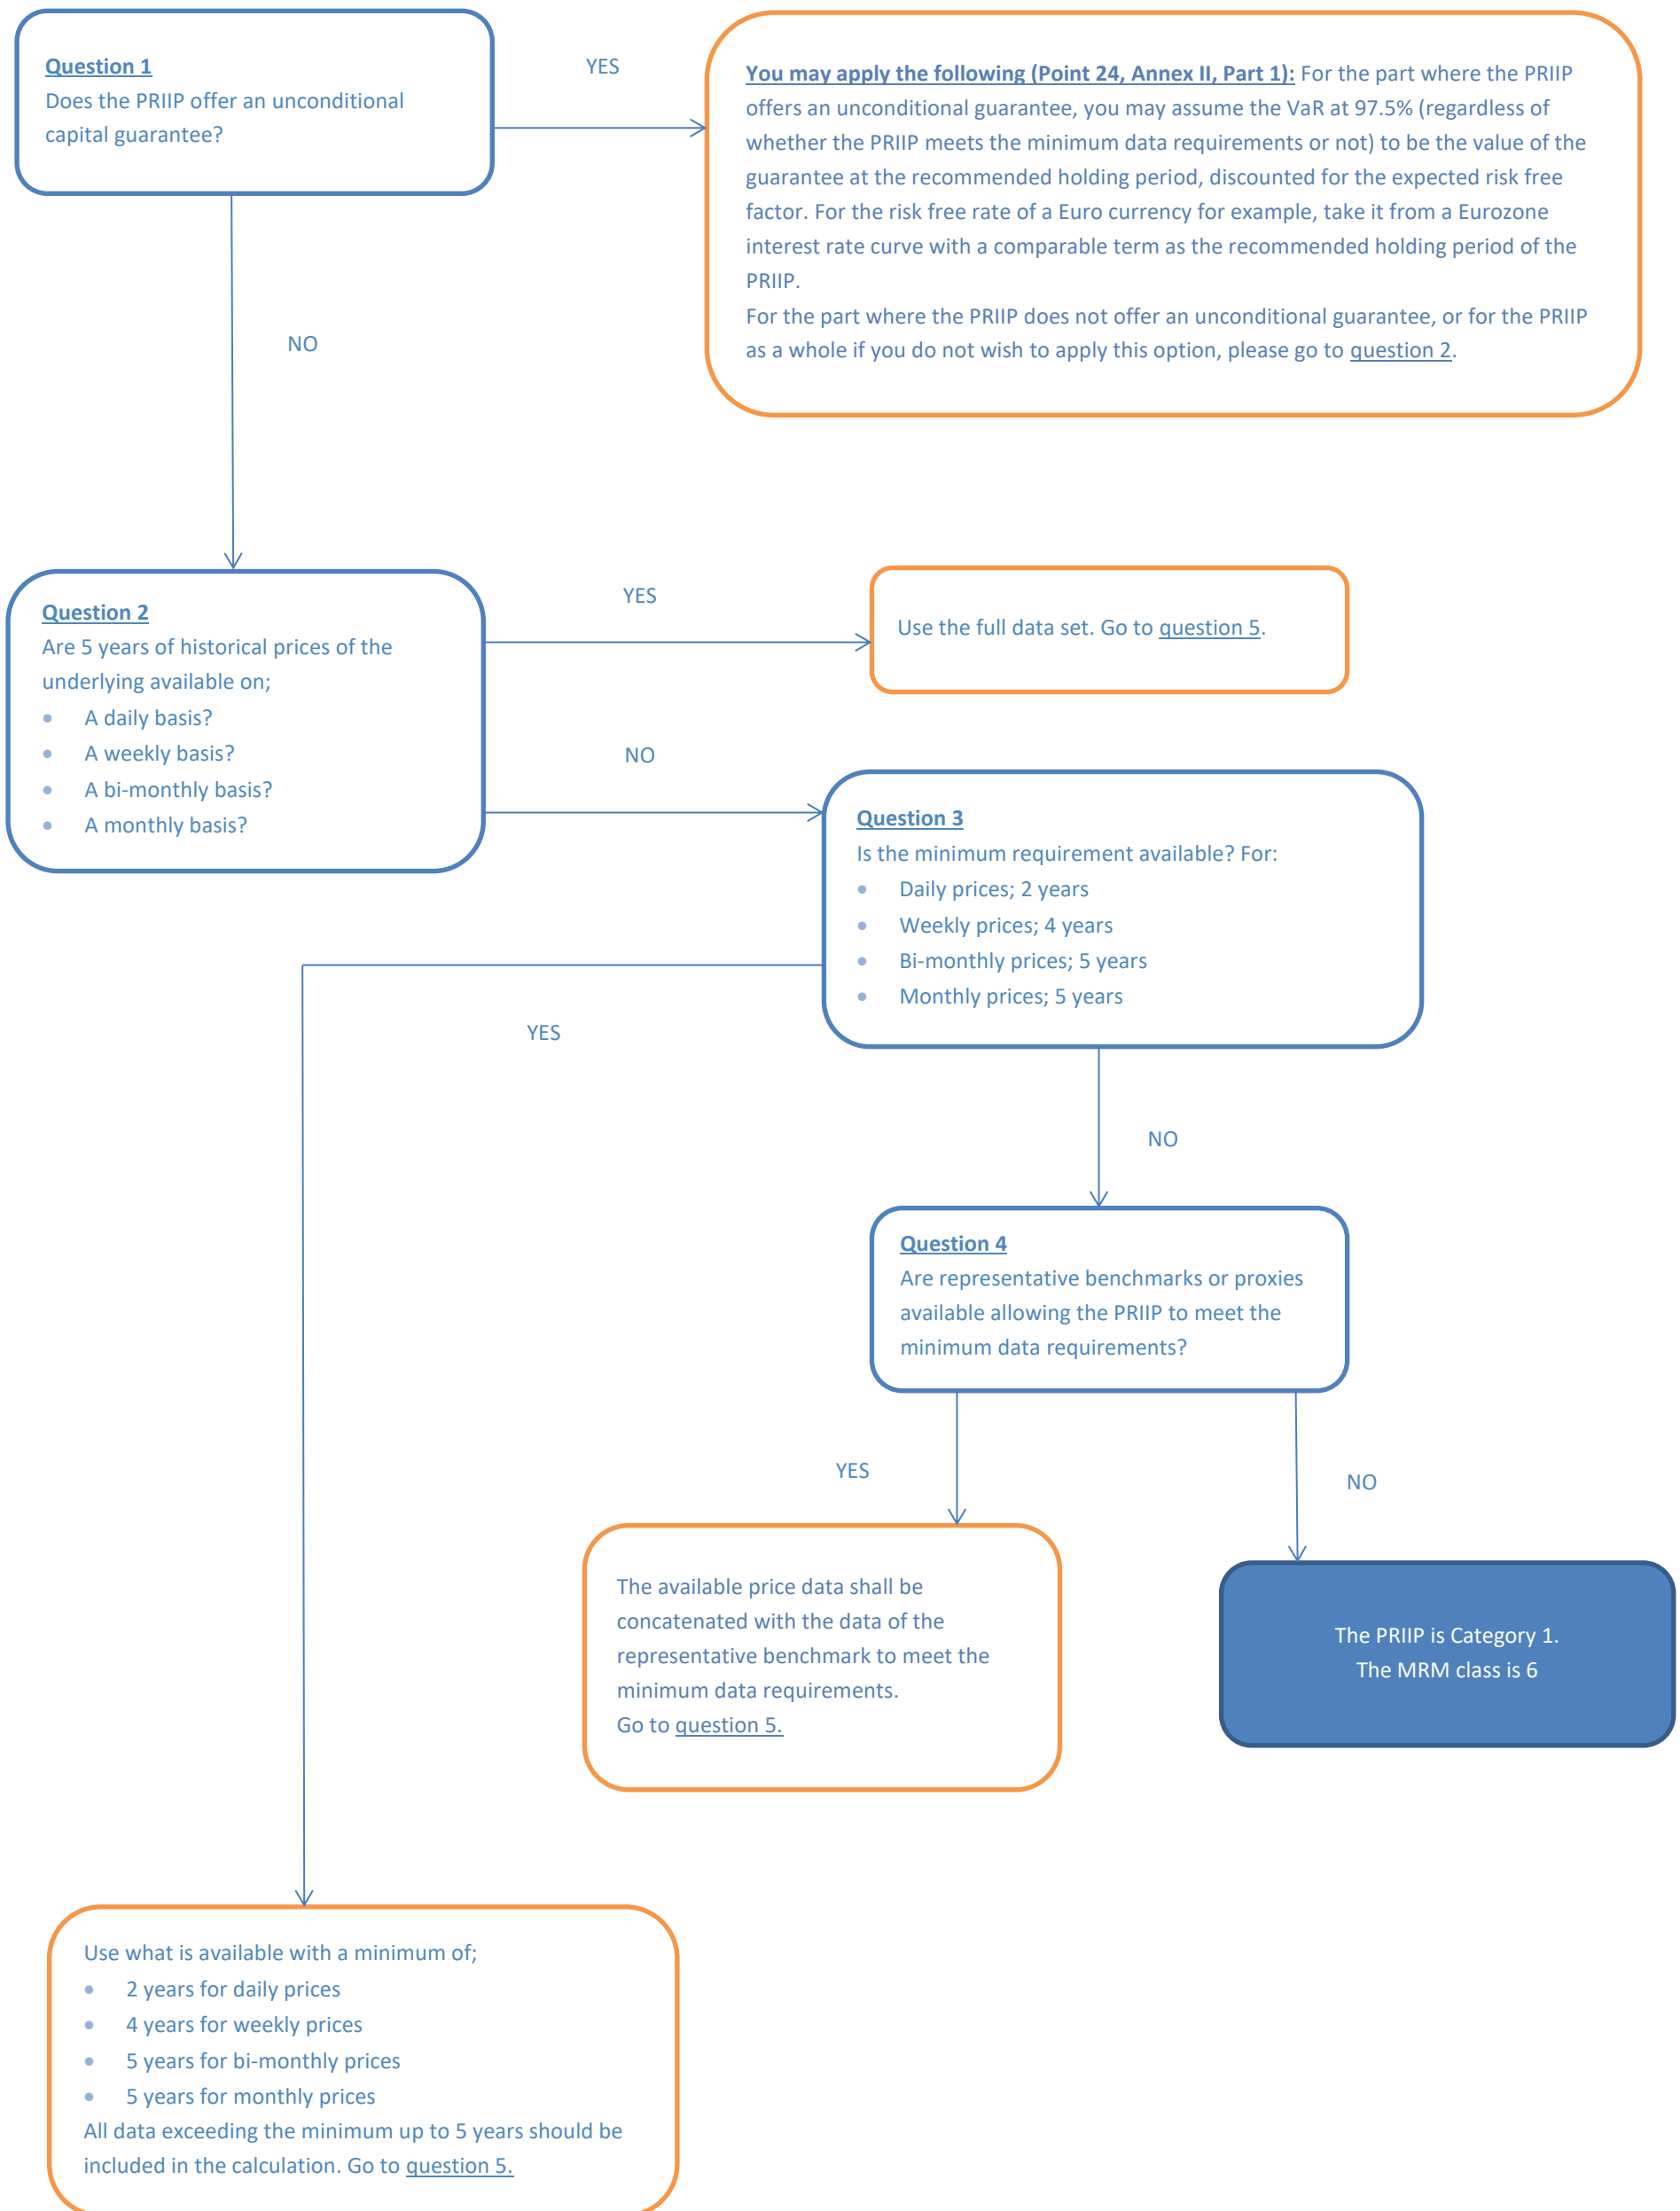 Question 1
Does the PRIIP offer an unconditional
capital guarantee?
YES
You may apply the following (Point 24, Annex II, Part 1): For the part where the PRIIP
offers an unconditional guarantee, you may assume the VaR at 97.5% (regardless of
whether the PRIIP meets the minimum data requirements or not) to be the value of the
guarantee at the recommended holding period, discounted for the expected risk free
factor. For the risk free rate of a Euro currency for example, take it from a Eurozone
interest rate curve with a comparable term as the recommended holding period of the
PRIIP.
For the part where the PRIIP does not offer an unconditional guarantee, or for the PRIIP
as a whole if you do not wish to apply this option, please go to question 2.
NO
Question 2
Are 5 years of historical prices of the
underlying available on;
• A daily basis?
• A weekly basis?
• A bi-monthly basis?
• A monthly basis?
YES
Use the full data set. Go to question 5.
NO
Question 3
Is the minimum requirement available? For:
• Daily prices; 2 years
• Weekly prices; 4 years
• Bi-monthly prices; 5 years
• Monthly prices; 5 years
YES
NO
Question 4
Are representative benchmarks or proxies
available allowing the PRIIP to meet the
minimum data requirements?
YES
NO
The available price data shall be
concatenated with the data of the
representative benchmark to meet the
minimum data requirements.
Go to question 5.
The PRIIP is Category 1.
The MRM class is 6
Use what is available with a minimum of;
• 2 years for daily prices
• 4 years for weekly prices
• 5 years for bi-monthly prices
• 5 years for monthly prices
All data exceeding the minimum up to 5 years should be
included in the calculation. Go to question 5.